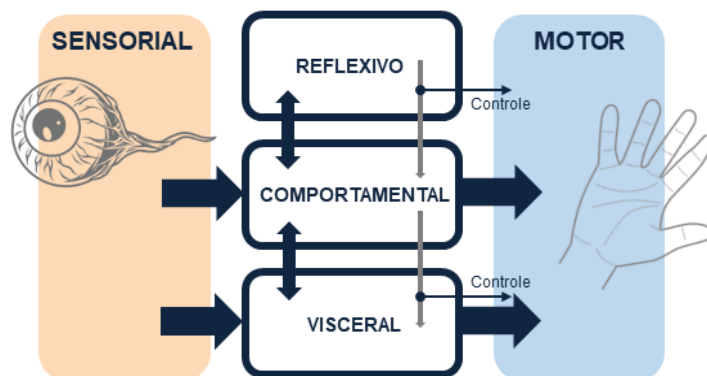 SENSORIAL
REFLEXIVO
MOTOR
Controle
COMPORTAMENTAL
Controle
VISCERAL